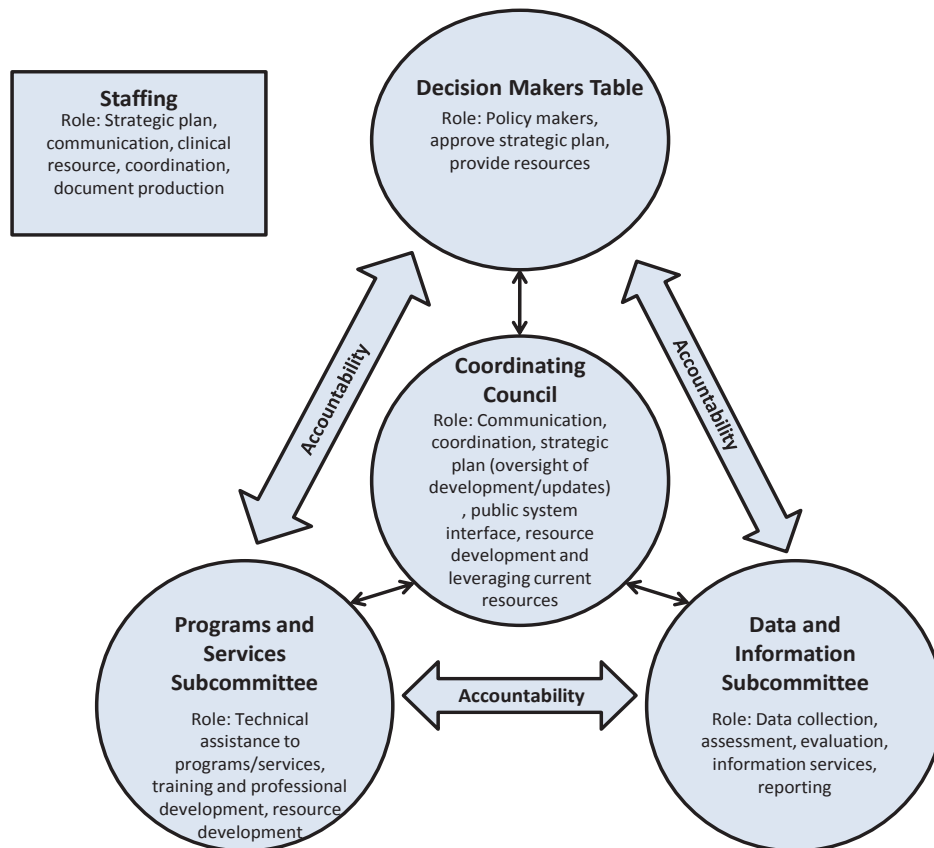 Staffing
Role: Strategic plan,
communication, clinical
resource, coordination,
document production
Decision Makers Table
Role: Policy makers,
approve strategic plan,
provide resources
Accountability
Accountability
Coordinating
Council
Role: Communication,
coordination, strategic
plan (oversight of
development/updates)
, public system
interface, resource
development and
leveraging current
resources
Programs and
Services
Subcommittee
Role: Technical
assistance to
programs/services,
training and professional
development, resource
development
Accountability
Data and
Information
Subcommittee
Role: Data collection,
assessment, evaluation,
information services,
reporting